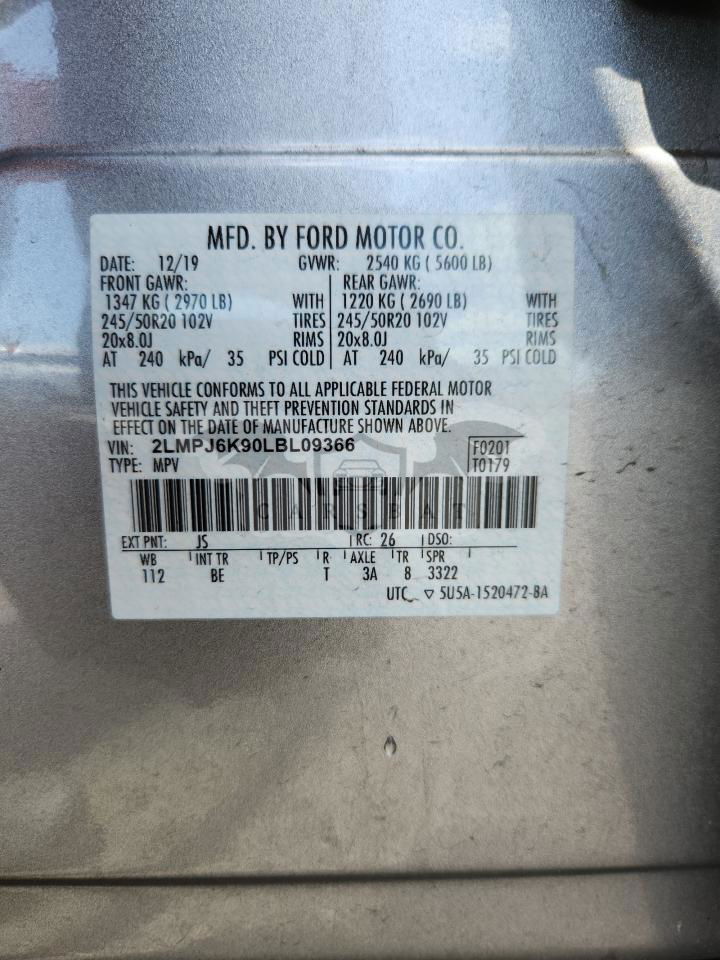 MFD. BY FORD MOTOR CO.
DATE: 12/19 GVWR: 2540 KG ( 5600 LB)
FRONT GAWR: REAR GAWR:
1347 KG ( 2970 LB) WITH 1220 KG ( 2690 LB) WITH
245/50R20 102V TIRES 245/50R20 102V TIRES
20x8.0J RIMS 20x8.0J RIMS
AT 240 kPa/ 35 PSI COLD AT 240 kPa/ 35 PSI COLD
THIS VEHICLE CONFORMS TO ALL APPLICABLE FEDERAL MOTOR
VEHICLE SAFETY AND THEFT PREVENTION STANDARDS IN
EFFECT ON THE DATE OF MANUFACTURE SHOWN ABOVE.
VIN: 2LMPJ6K90LBL09366 F0201
TYPE: MPV T0179
CARSBAT
EXT PNT: JS RC: 26 DSO:
WB INT TR TP/PS R AXLE TR SPR
112 BE T 3A 8 3322
UTC ▽ 5U5A-1520472-BA